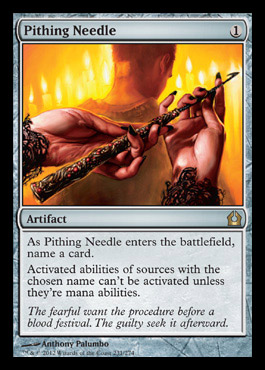 Pithing Needle 1
Artifact
As Pithing Needle enters the battlefield,
name a card.
Activated abilities of sources with the
chosen name can't be activated unless
they're mana abilities.
The fearful want the procedure before a
blood festival. The guilty seek it afterward.
Anthony Palumbo
™ & © 2012 Wizards of the Coast 231/274